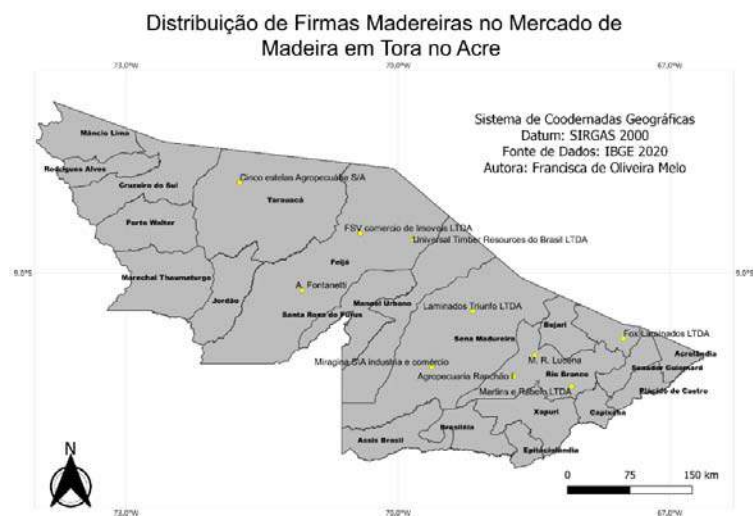 Distribuição de Firmas Madereiras no Mercado de
Madeira em Tora no Acre
73,0°W
70,0°W
67,0°W
Sistema de Coodernadas Geográficas
Datum: SIRGAS 2000
Fonte de Dados: IBGE 2020
Autora: Francisca de Oliveira Melo
Mâncio Lima
Rodrigues Alves
Cruzeiro do Sul
Cinco estelas Agropecuária S/A
Tarauacá
Porto Walter
FSV comercio de Imoveis LTDA
Universal Timber Resources do Brasil LTDA
Feijó
Marechal Thaumaturgo
9,0°S
9,0°S
A. Fontanetti
Jordão
Manoel Urbano
Santa Rosa do Purus
Laminados Triunfo LTDA
Bujari
Sena Madureira
Fox Laminados LTDA
Acrelândia
M. R. Lucena
Miragina S/A industria e comércio
Senador Guiomard
Agropecuaria Ranchão
Rio Branco
Plácido de Castro
Martins e Rabelo LTDA
Xapuri
Capixaba
Brasiléia
Assis Brasil
Epitaciolândia
N
0 75 150 km
73,0°W
70,0°W
67,0°W